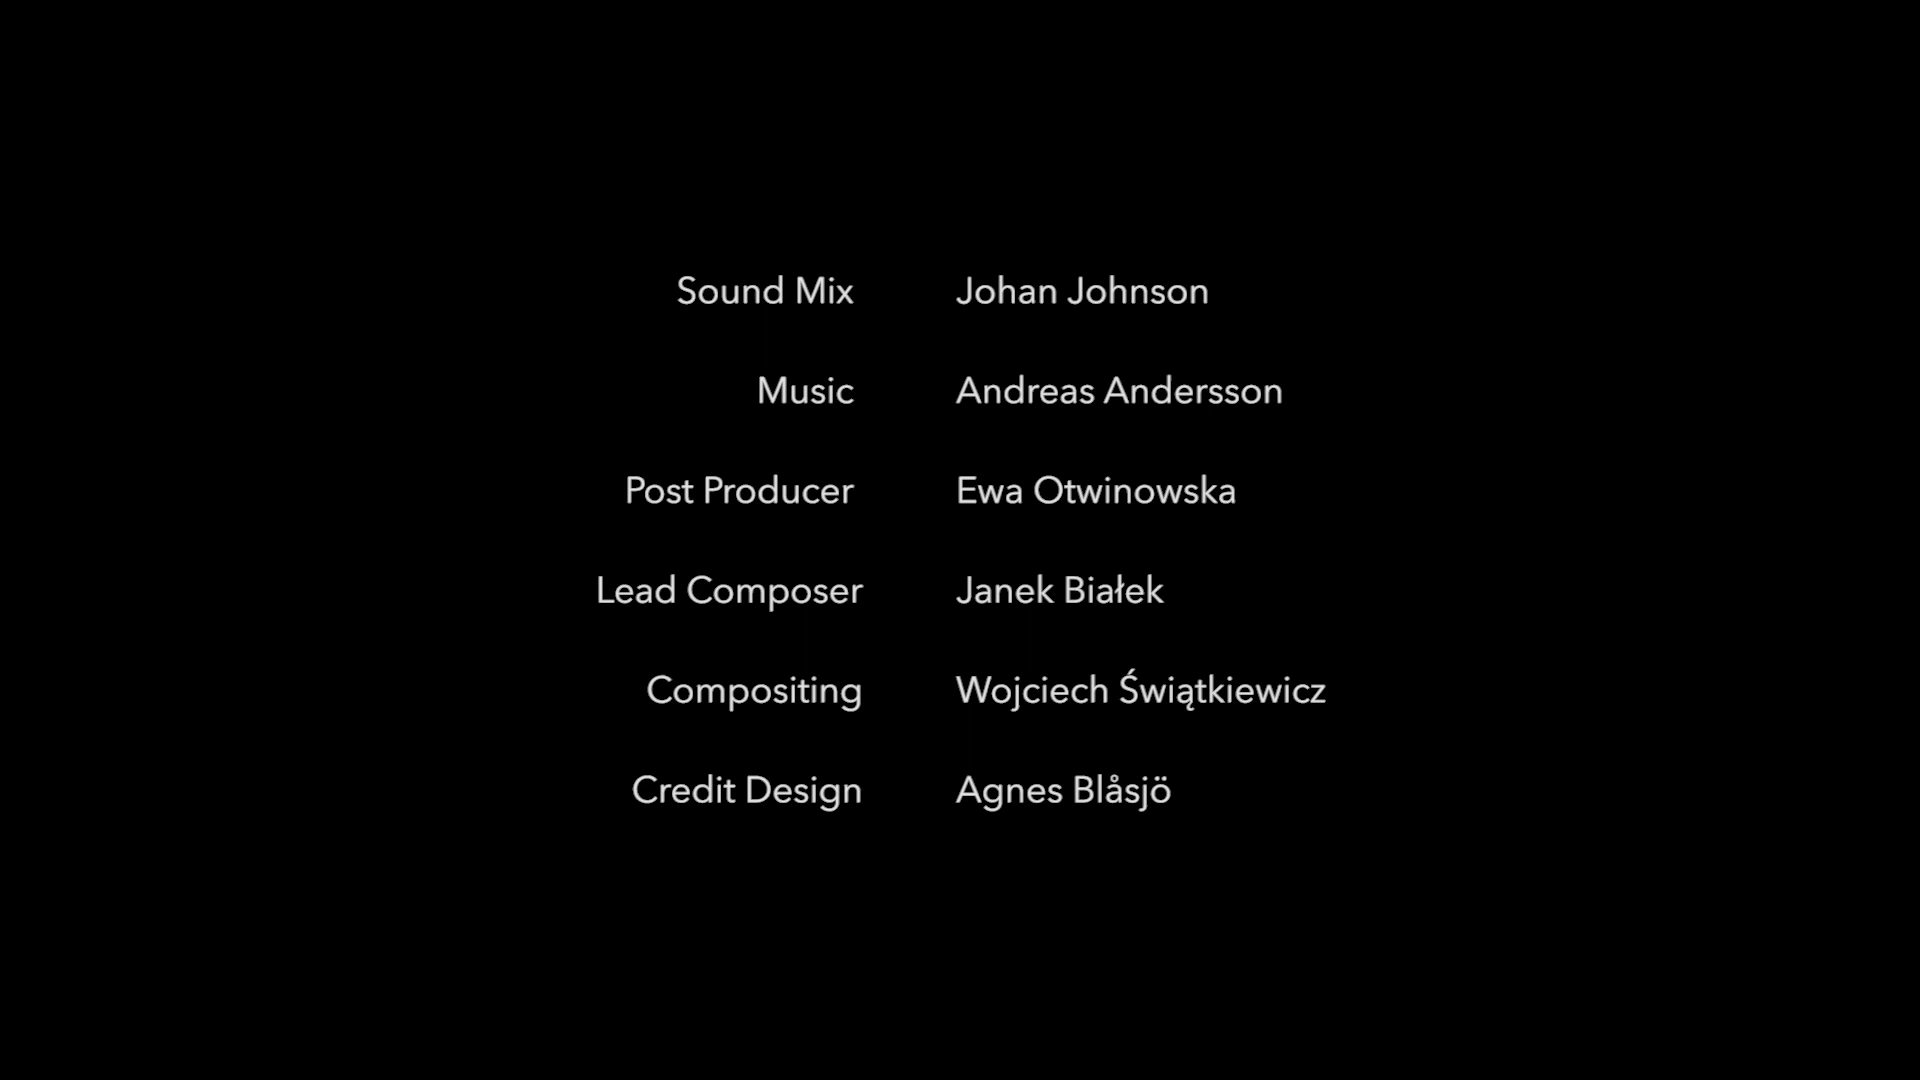 Sound Mix Johan Johnson
Music Andreas Andersson
Post Producer Ewa Otwinowska
Lead Composer Janek Białek
Compositing Wojciech Świątkiewicz
Credit Design Agnes Blåsjö